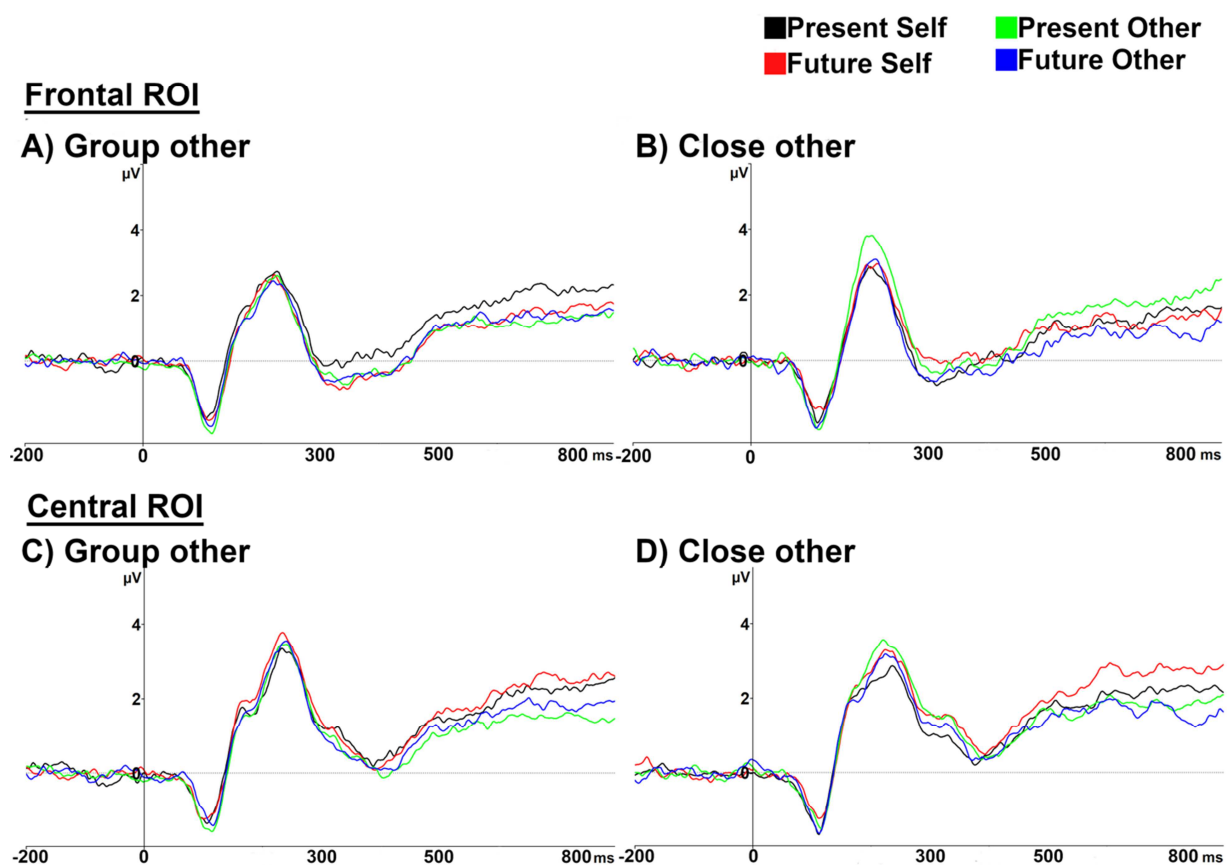 Present Self Present Other
Future Self Future Other
Frontal ROI
A) Group other B) Close other
µV µV
4 4
2 2
0 0
-200 0 300 500 800 ms -200 0 300 500 800 ms
Central ROI
C) Group other D) Close other
µV µV
4 4
2 2
0 0
-200 0 300 500 800 ms -200 0 300 500 800 ms